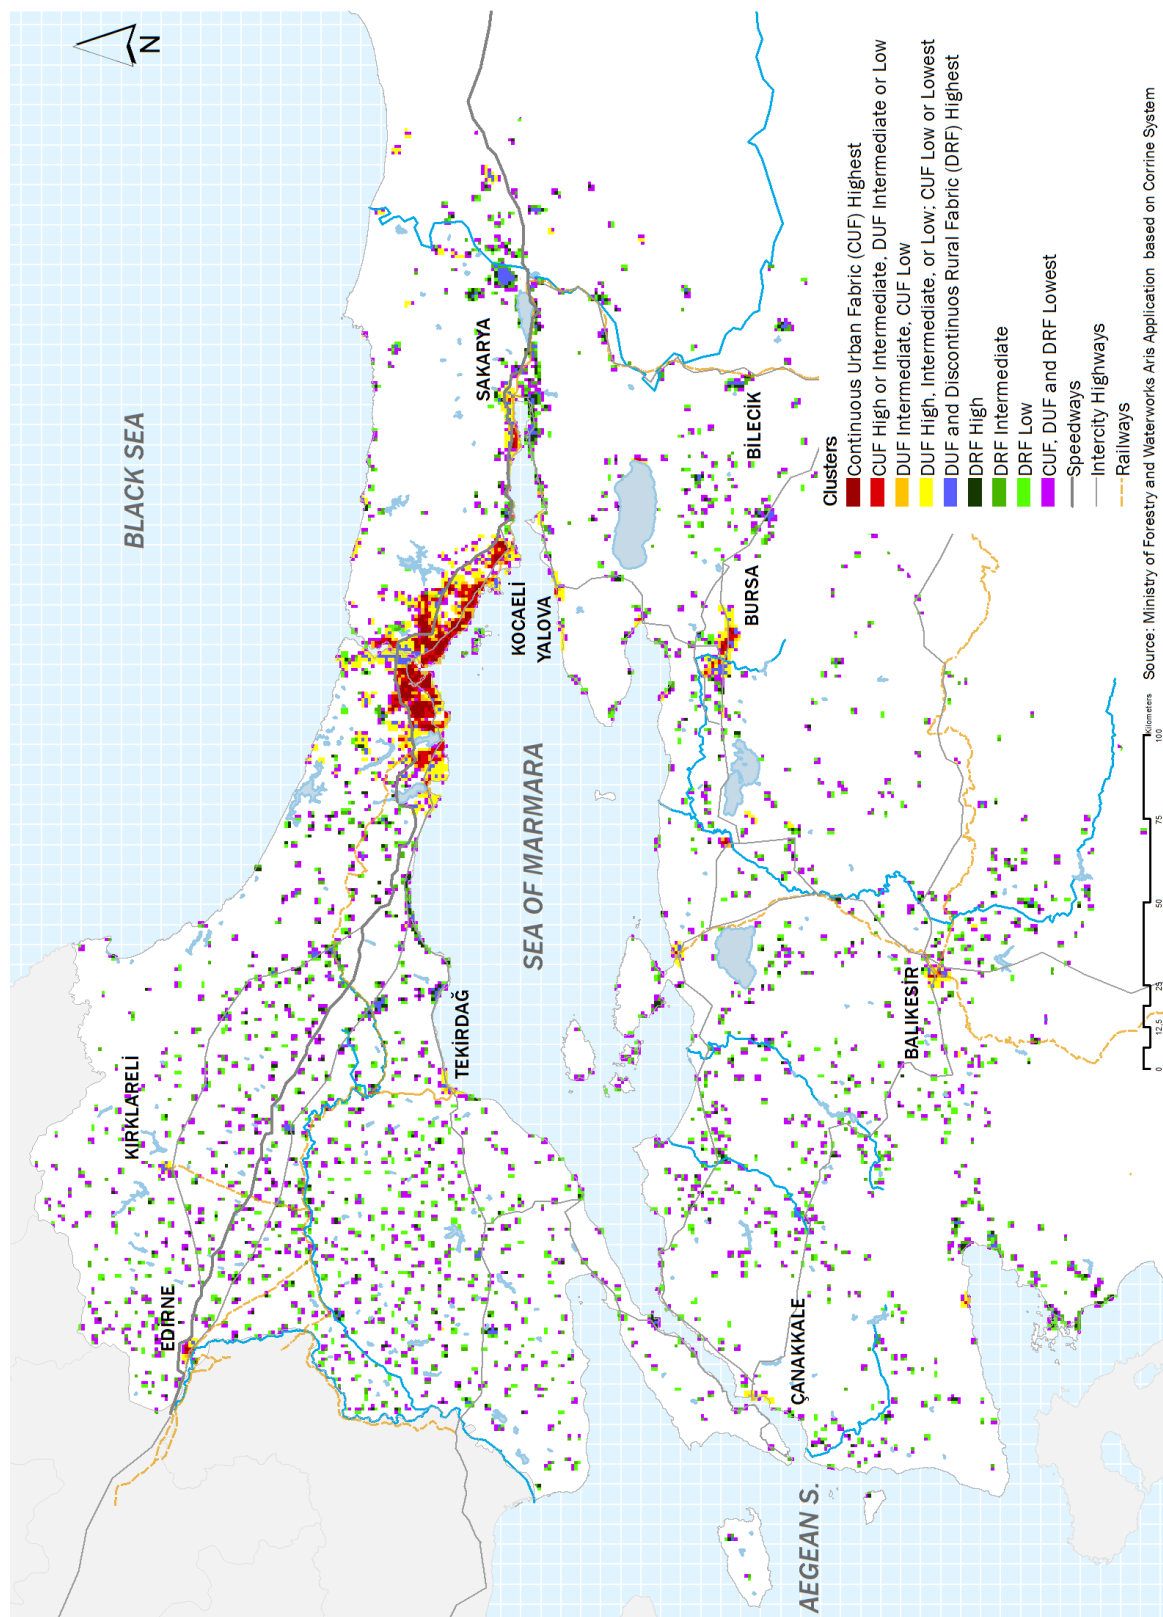 N
BLACK SEA
KIRKLARELİ
EDİRNE
SAKARYA
KOCAELİ
YALOVA
TEKİRDAĞ
SEA OF MARMARA
BİLECİK
BURSA
ÇANAKKALE
BALIKESİR
AEGEAN S.
Clusters
Continuous Urban Fabric (CUF) Highest
CUF High or Intermediate, DUF Intermediate or Low
DUF Intermediate, CUF Low
DUF High, Intermediate, or Low; CUF Low or Lowest
DUF and Discontinuos Rural Fabric (DRF) Highest
DRF High
DRF Intermediate
DRF Low
CUF, DUF and DRF Lowest
Speedways
Intercity Highways
Railways
0 12,5 25 50 75 100
Kilometers
Source: Ministry of Forestry and Waterworks Aris Application based on Corrine System